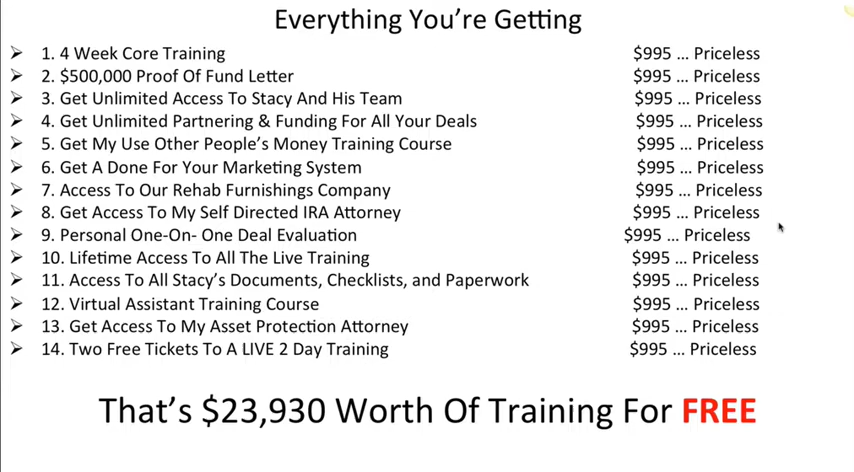 Everything You're Getting
➢ 1. 4 Week Core Training $995 ... Priceless
➢ 2. $500,000 Proof Of Fund Letter $995 ... Priceless
➢ 3. Get Unlimited Access To Stacy And His Team $995 ... Priceless
➢ 4. Get Unlimited Partnering & Funding For All Your Deals $995 ... Priceless
➢ 5. Get My Use Other People's Money Training Course $995 ... Priceless
➢ 6. Get A Done For Your Marketing System $995 ... Priceless
➢ 7. Access To Our Rehab Furnishings Company $995 ... Priceless
➢ 8. Get Access To My Self Directed IRA Attorney $995 ... Priceless
➢ 9. Personal One-On- One Deal Evaluation $995 ... Priceless
➢ 10. Lifetime Access To All The Live Training $995 ... Priceless
➢ 11. Access To All Stacy's Documents, Checklists, and Paperwork $995 ... Priceless
➢ 12. Virtual Assistant Training Course $995 ... Priceless
➢ 13. Get Access To My Asset Protection Attorney $995 ... Priceless
➢ 14. Two Free Tickets To A LIVE 2 Day Training $995 ... Priceless
That's $23,930 Worth Of Training For FREE